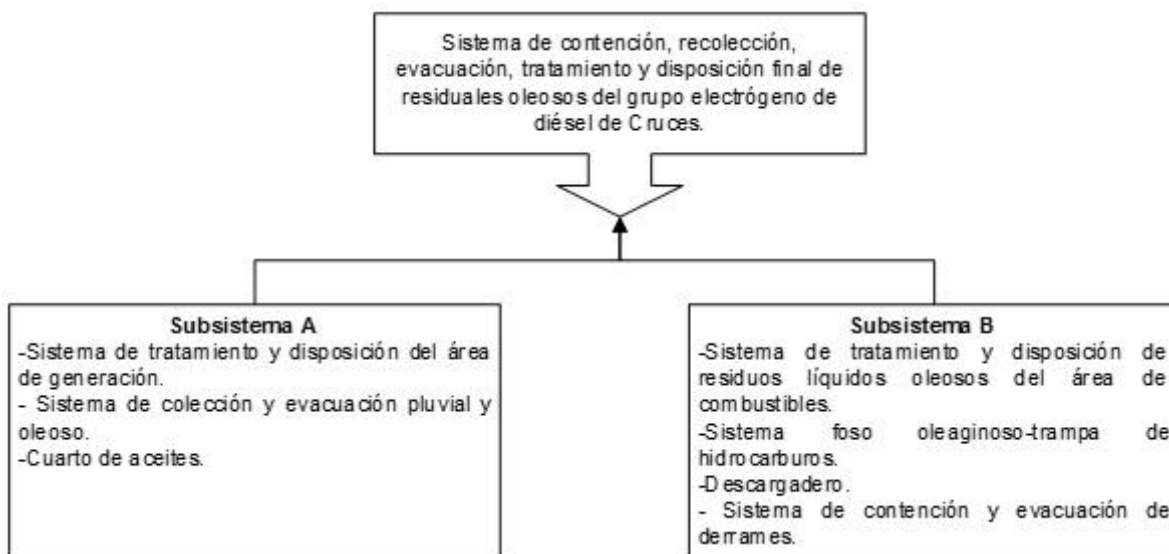 Sistema de contención, recolección,
evacuación, tratamiento y disposición final de
residuales oleosos del grupo electrógeno de
diésel de Cruces.
Subsistema A
-Sistema de tratamiento y disposición del área
de generación.
- Sistema de colección y evacuación pluvial y
oleoso.
-Cuarto de aceites.
Subsistema B
-Sistema de tratamiento y disposición de
residuos líquidos oleosos del área de
combustibles.
-Sistema foso oleaginoso-trampa de
hidrocarburos.
-Descargadero.
- Sistema de contención y evacuación de
derrames.